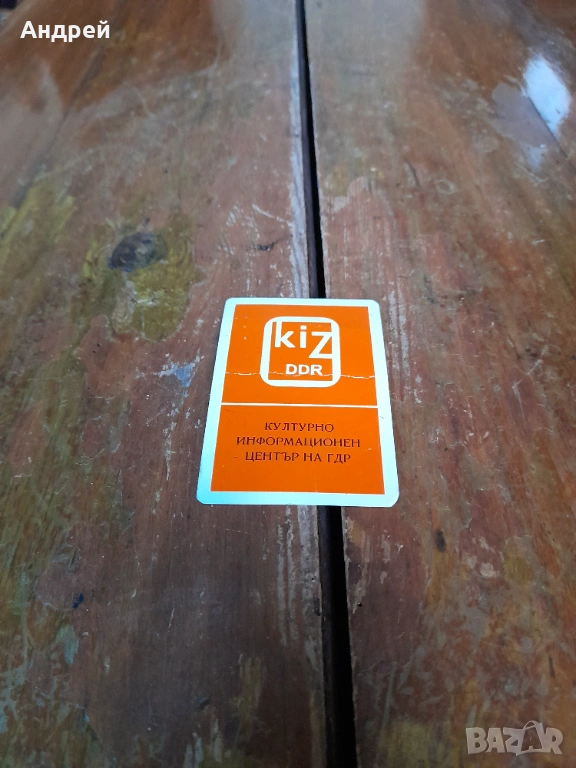 Андрей
kiz
DDR
КУЛТУРНО
ИНФОРМАЦИОНЕН
ЦЕНТЪР НА ГДР
BAZAR